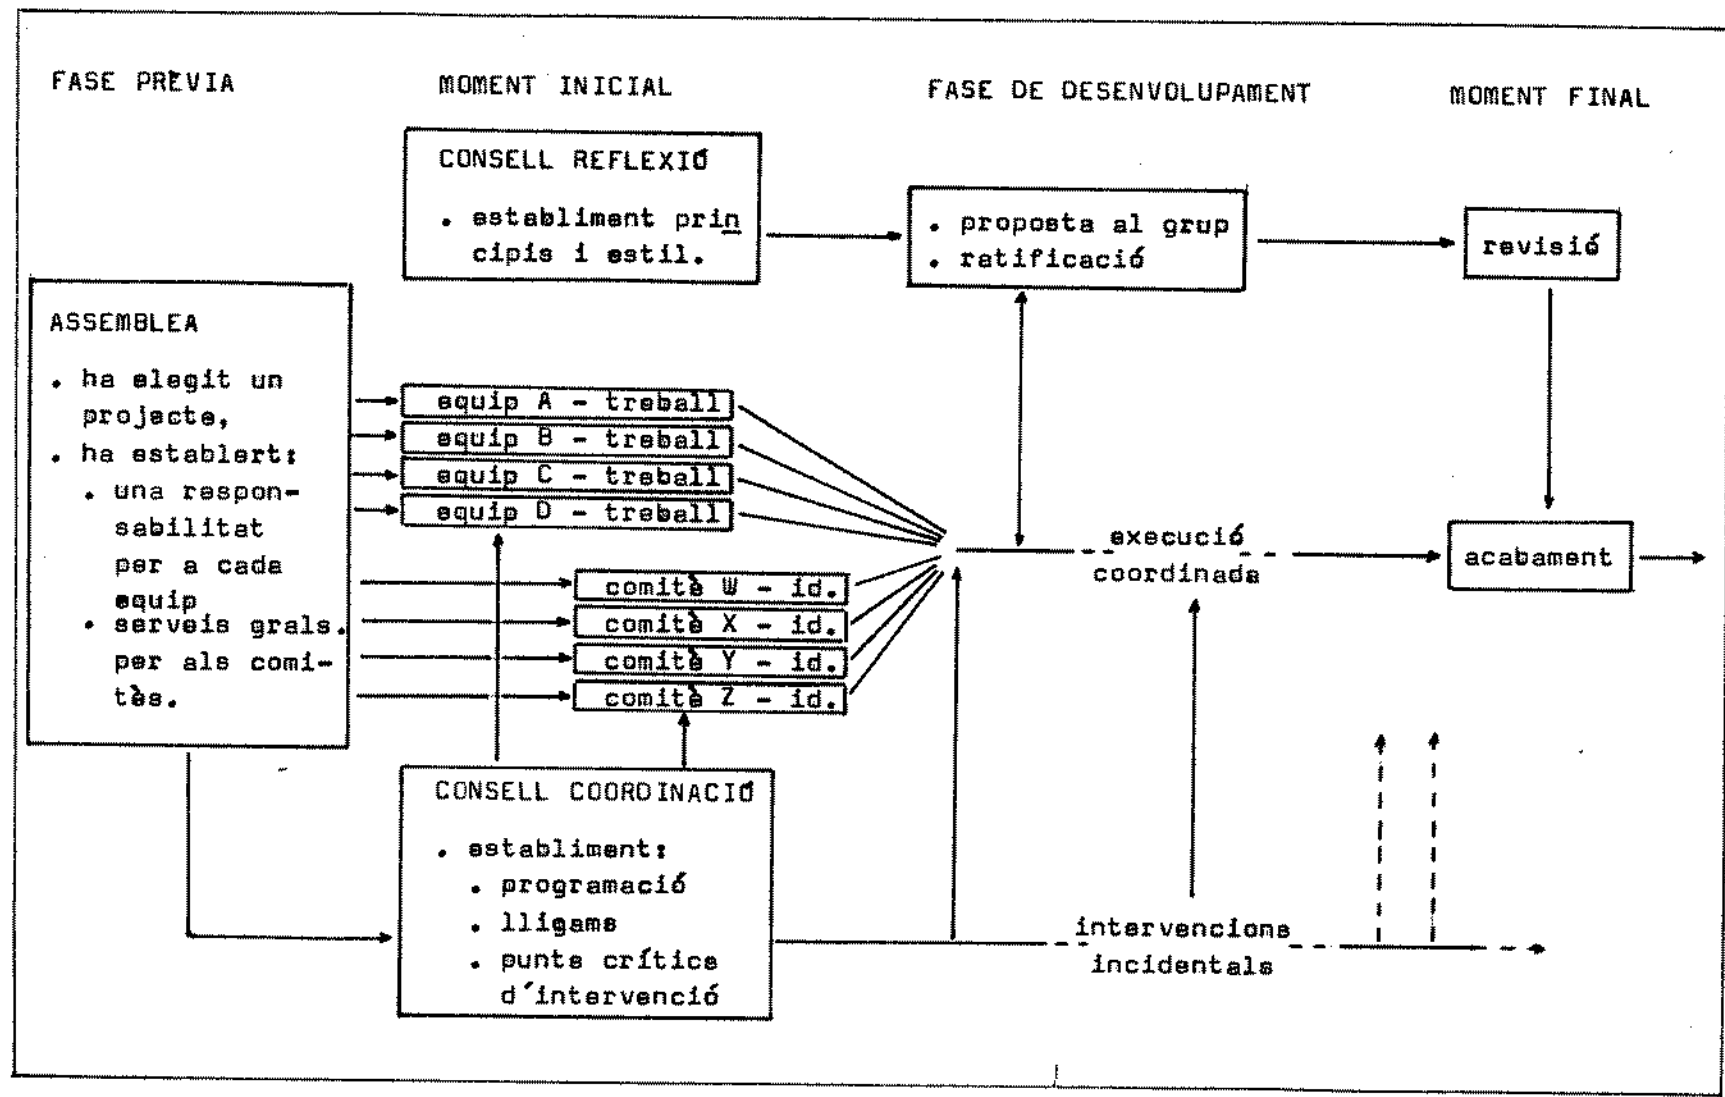 FASE PRÈVIA
MOMENT INICIAL
FASE DE DESENVOLUPAMENT
MOMENT FINAL
CONSELL REFLEXIÓ
. establiment prin
cipis i estil.
. proposta al grup
. ratificació
revisió
ASSEMBLEA
. ha elegit un
projecte,
. ha establert:
. una respon-
sabilitat
per a cada
equip
. serveis grals.
per als comi-
tès.
equip A - treball
equip B - treball
equip C - treball
equip D - treball
comitè W - id.
comitè X - id.
comitè Y - id.
comitè Z - id.
execució
coordinada
acabament
CONSELL COORDINACIÓ
. establiment:
. programació
. lligams
. punts crítics
d'intervenció
intervencions
incidentals